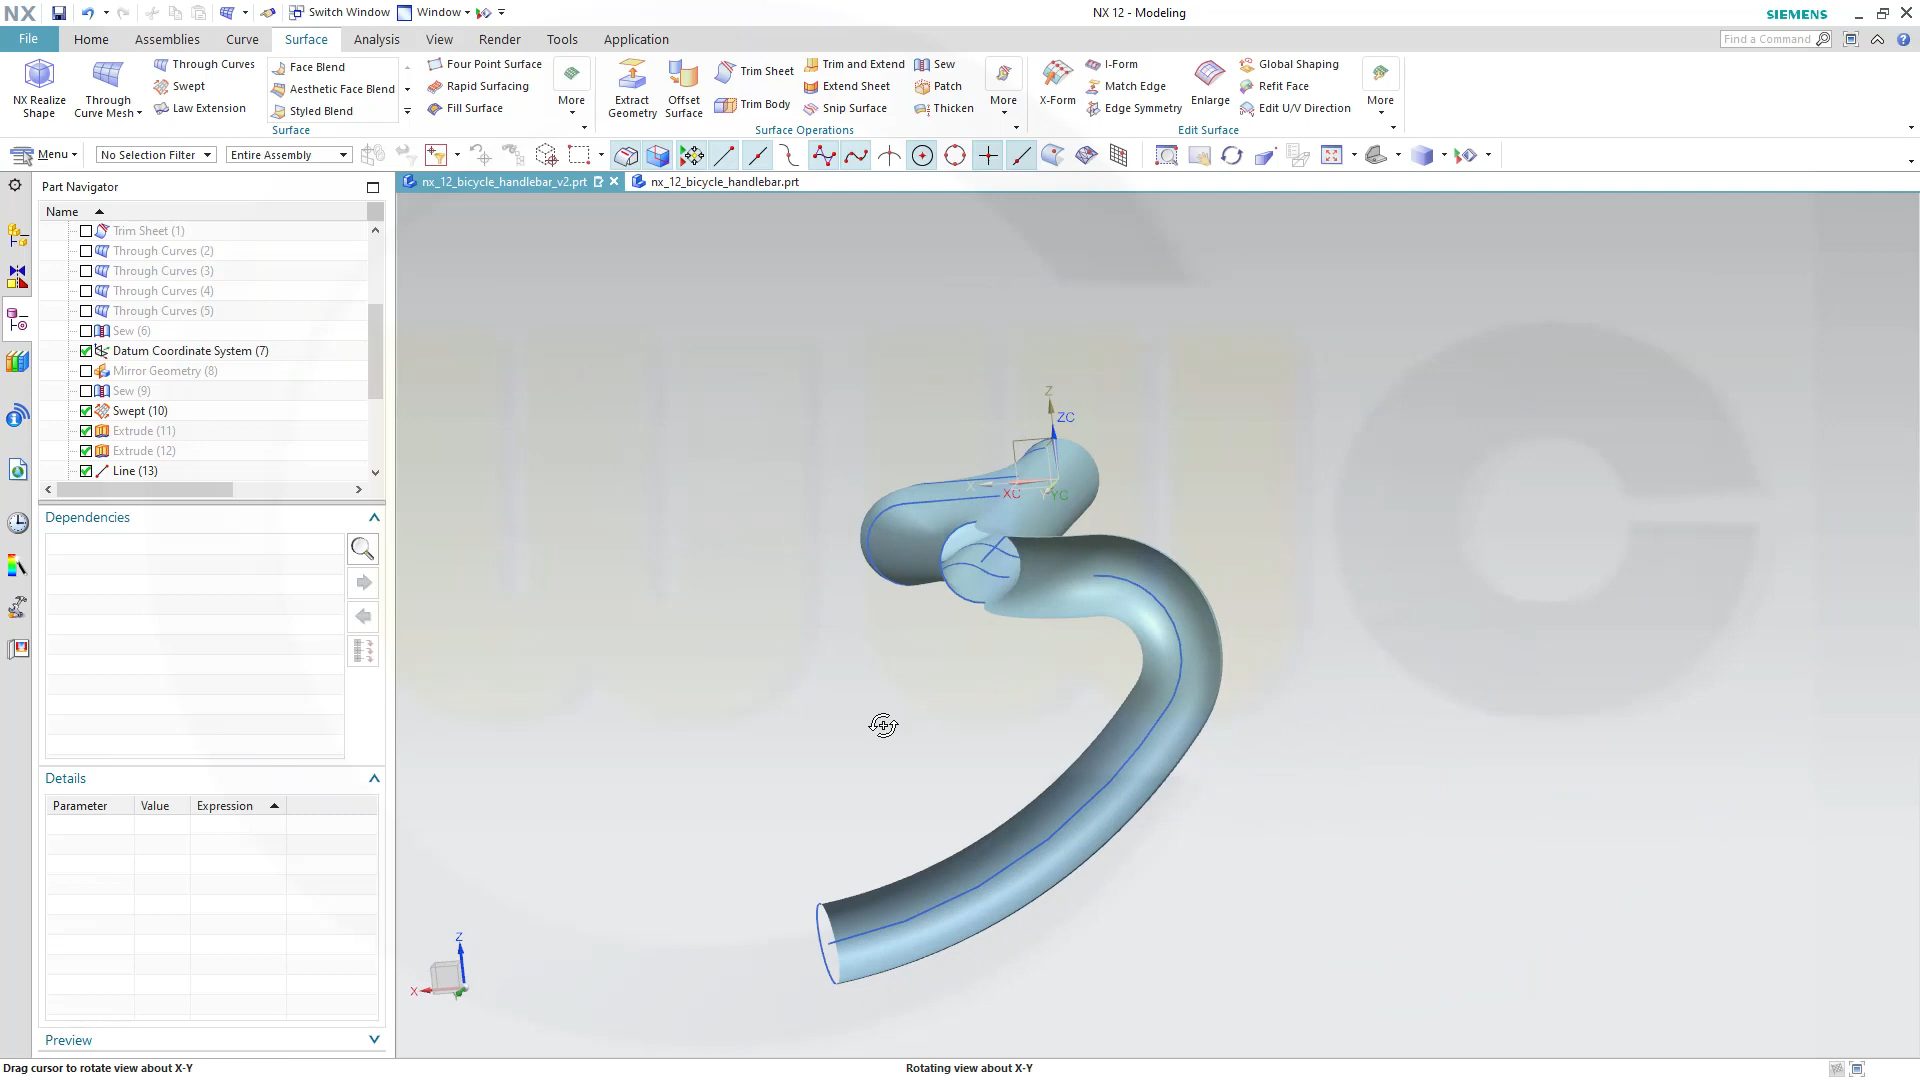 NX
Switch Window
Window
NX 12 - Modeling
SIEMENS
File
Home
Assemblies
Curve
Surface
Analysis
View
Render
Tools
Application
Find a Command
NX Realize Shape
Through Curve Mesh
Through Curves
Swept
Law Extension
Face Blend
Aesthetic Face Blend
Styled Blend
Four Point Surface
Rapid Surfacing
Fill Surface
More
Surface
Extract Geometry
Offset Surface
Trim Sheet
Trim Body
Trim and Extend
Extend Sheet
Snip Surface
Sew
Patch
Thicken
More
Surface Operations
X-Form
I-Form
Match Edge
Edge Symmetry
Enlarge
Global Shaping
Refit Face
Edit U/V Direction
More
Edit Surface
Menu
No Selection Filter
Entire Assembly
Part Navigator
nx_12_bicycle_handlebar_v2.prt
nx_12_bicycle_handlebar.prt
Name
Trim Sheet (1)
Through Curves (2)
Through Curves (3)
Through Curves (4)
Through Curves (5)
Sew (6)
Datum Coordinate System (7)
Mirror Geometry (8)
Sew (9)
Swept (10)
Extrude (11)
Extrude (12)
Line (13)
Z
ZC
X
XC
Y
YC
Dependencies
Details
Parameter
Value
Expression
Z
X
Preview
Drag cursor to rotate view about X-Y
Rotating view about X-Y